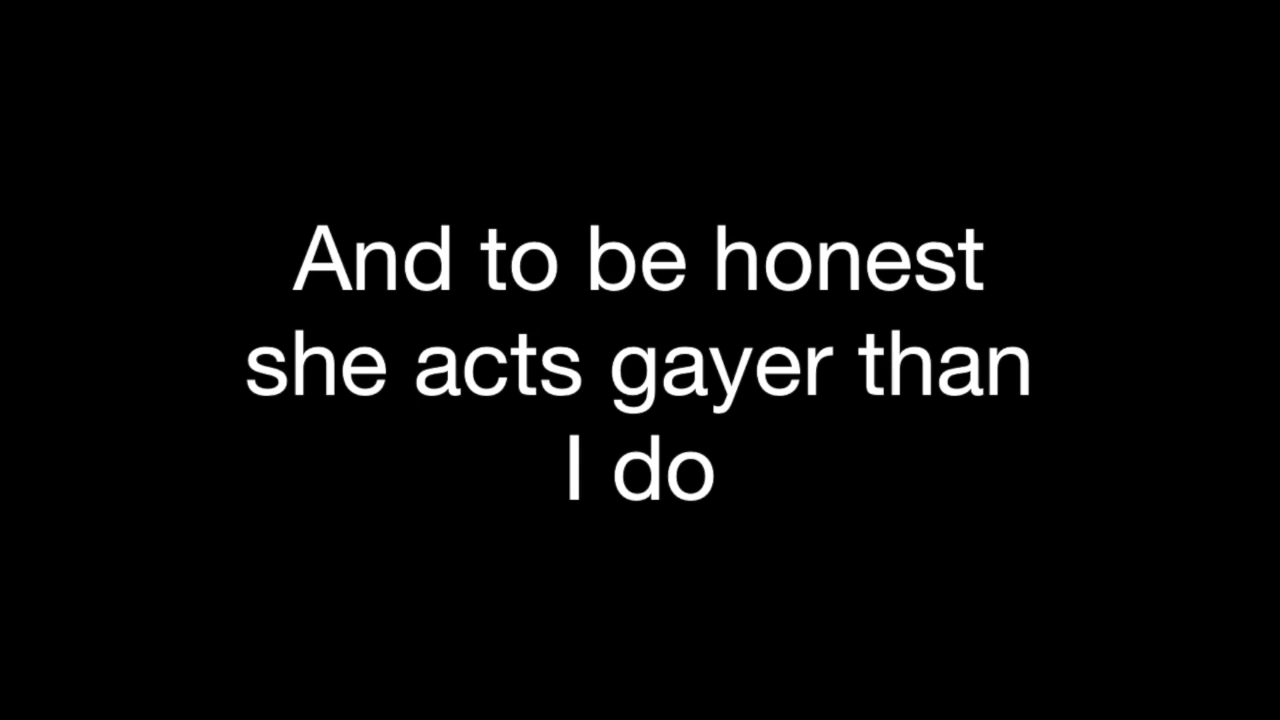 And to be honest
she acts gayer than
I do